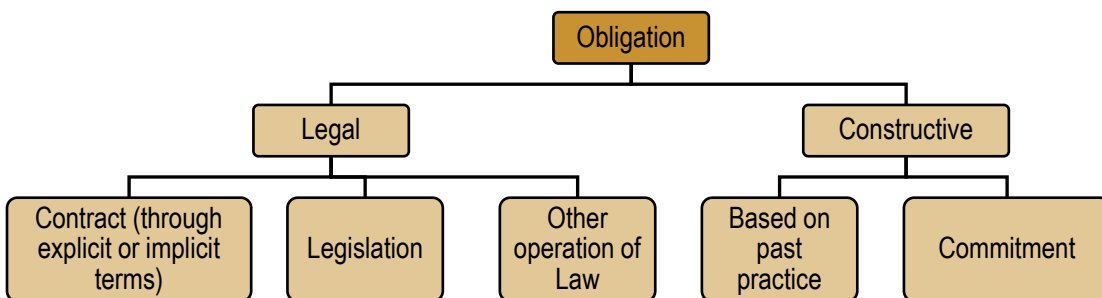 Obligation
Legal
Constructive
Contract (through
explicit or implicit
terms)
Legislation
Other
operation of
Law
Based on
past
practice
Commitment